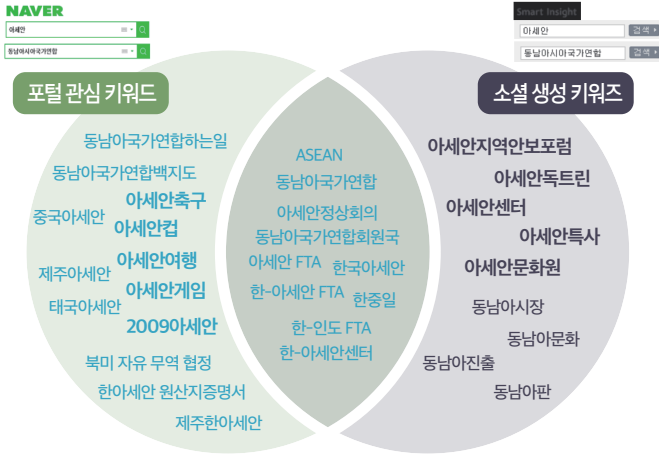 NAVER
아세안
동남아시아국가연합
Smart Insight
아세안
검색
동남아시아국가연합
검색
포털 관심 키워드
소셜 생성 키워즈
동남아국가연합하는일
동남아국가연합백지도
아세안축구
중국아세안
아세안컵
아세안여행
제주아세안
아세안게임
태국아세안
2009아세안
북미 자유 무역 협정
한아세안 원산지증명서
제주한아세안
ASEAN
동남아국가연합
아세안정상회의
동남아국가연합회원국
아세안 FTA
한국아세안
한-아세안 FTA
한중일
한-인도 FTA
한-아세안센터
아세안지역안보포럼
아세안독트린
아세안센터
아세안특사
아세안문화원
동남아시장
동남아문화
동남아진출
동남아판